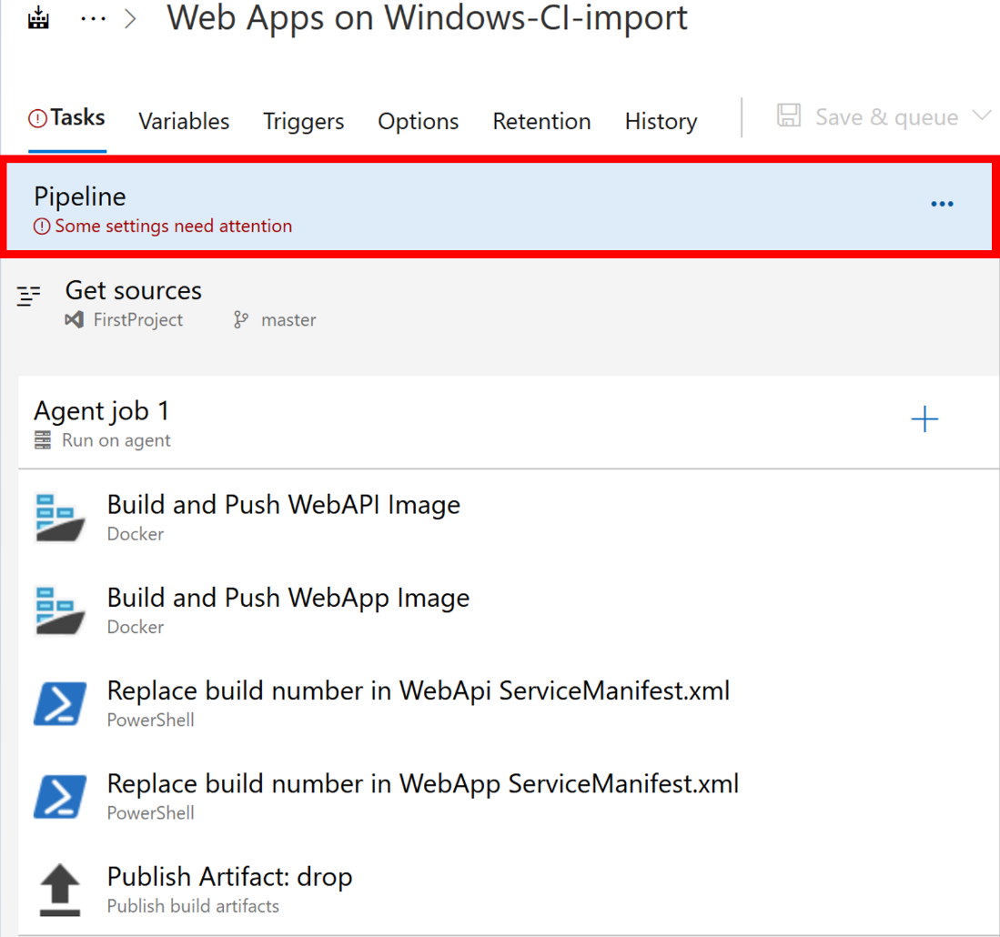 ... > Web Apps on Windows-CI-import
Tasks Variables Triggers Options Retention History Save & queue
Pipeline
Some settings need attention
Get sources
FirstProject master
Agent job 1
Run on agent
Build and Push WebAPI Image
Docker
Build and Push WebApp Image
Docker
Replace build number in WebApi ServiceManifest.xml
PowerShell
Replace build number in WebApp ServiceManifest.xml
PowerShell
Publish Artifact: drop
Publish build artifacts